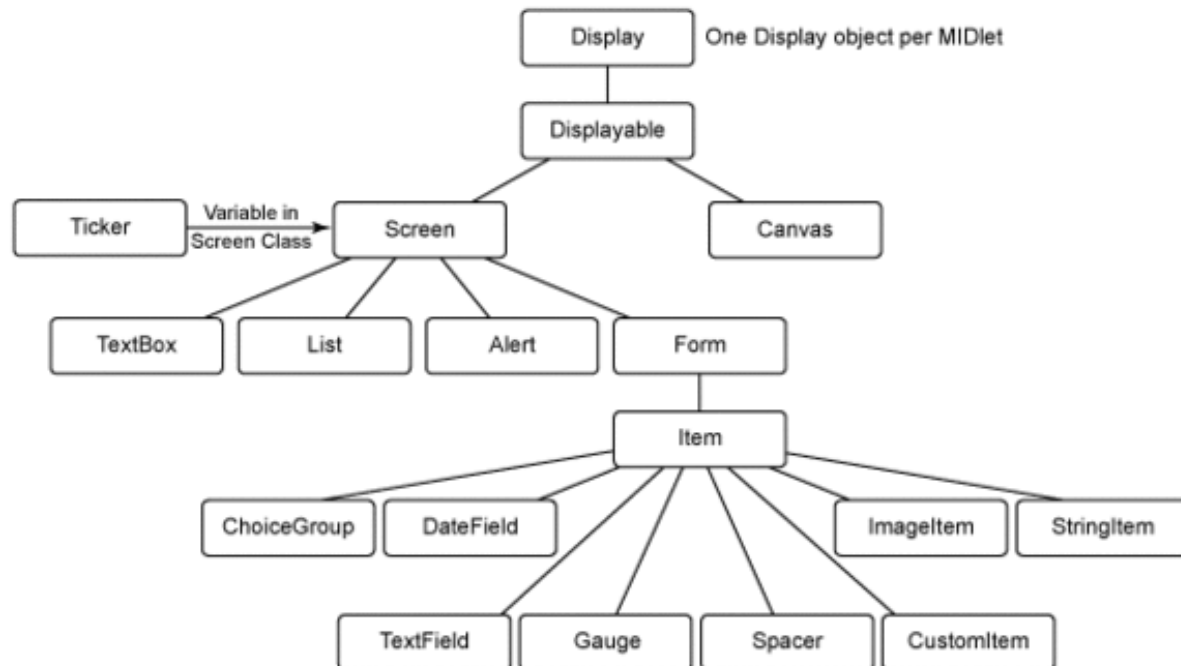 Display
One Display object per MIDlet
Displayable
Ticker
Variable in
Screen Class
Screen
Canvas
TextBox
List
Alert
Form
Item
ChoiceGroup
DateField
ImageItem
StringItem
TextField
Gauge
Spacer
CustomItem